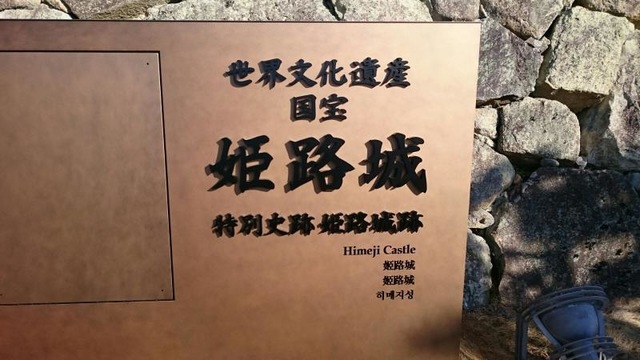 世界文化遺産
国宝
姫路城
特別史跡 姫路城跡
Himeji Castle
姬路城
姬路城
히메지성